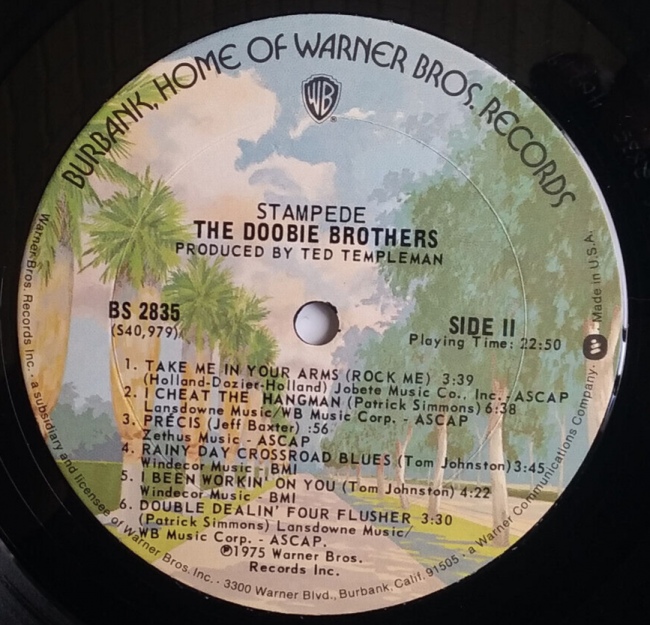 BURBANK, HOME OF WARNER BROS. RECORDS
WB
®
STAMPEDE
THE DOOBIE BROTHERS
PRODUCED BY TED TEMPLEMAN
BS 2835
(S40,979)
SIDE II
Playing Time: 22:50
1. TAKE ME IN YOUR ARMS (ROCK ME) 3:39
(Holland-Dozier-Holland) Jobete Music Co., Inc. - ASCAP
2. I CHEAT THE HANGMAN (Patrick Simmons) 6:38
Lansdowne Music/WB Music Corp. - ASCAP
3. PRÉCIS (Jeff Baxter) :56
Zethus Music - ASCAP
4. RAINY DAY CROSSROAD BLUES (Tom Johnston) 3:45
Windecor Music - BMI
5. I BEEN WORKIN' ON YOU (Tom Johnston) 4:22
Windecor Music - BMI
6. DOUBLE DEALIN' FOUR FLUSHER 3:30
(Patrick Simmons) Lansdowne Music/
WB Music Corp. - ASCAP.
℗1975 Warner Bros.
Records Inc.
Warner Bros. Records Inc., a subsidiary and licensee of Warner Bros. Inc. · 3300 Warner Blvd., Burbank, Calif. 91505 · a Warner Communications Company. Made in U.S.A.